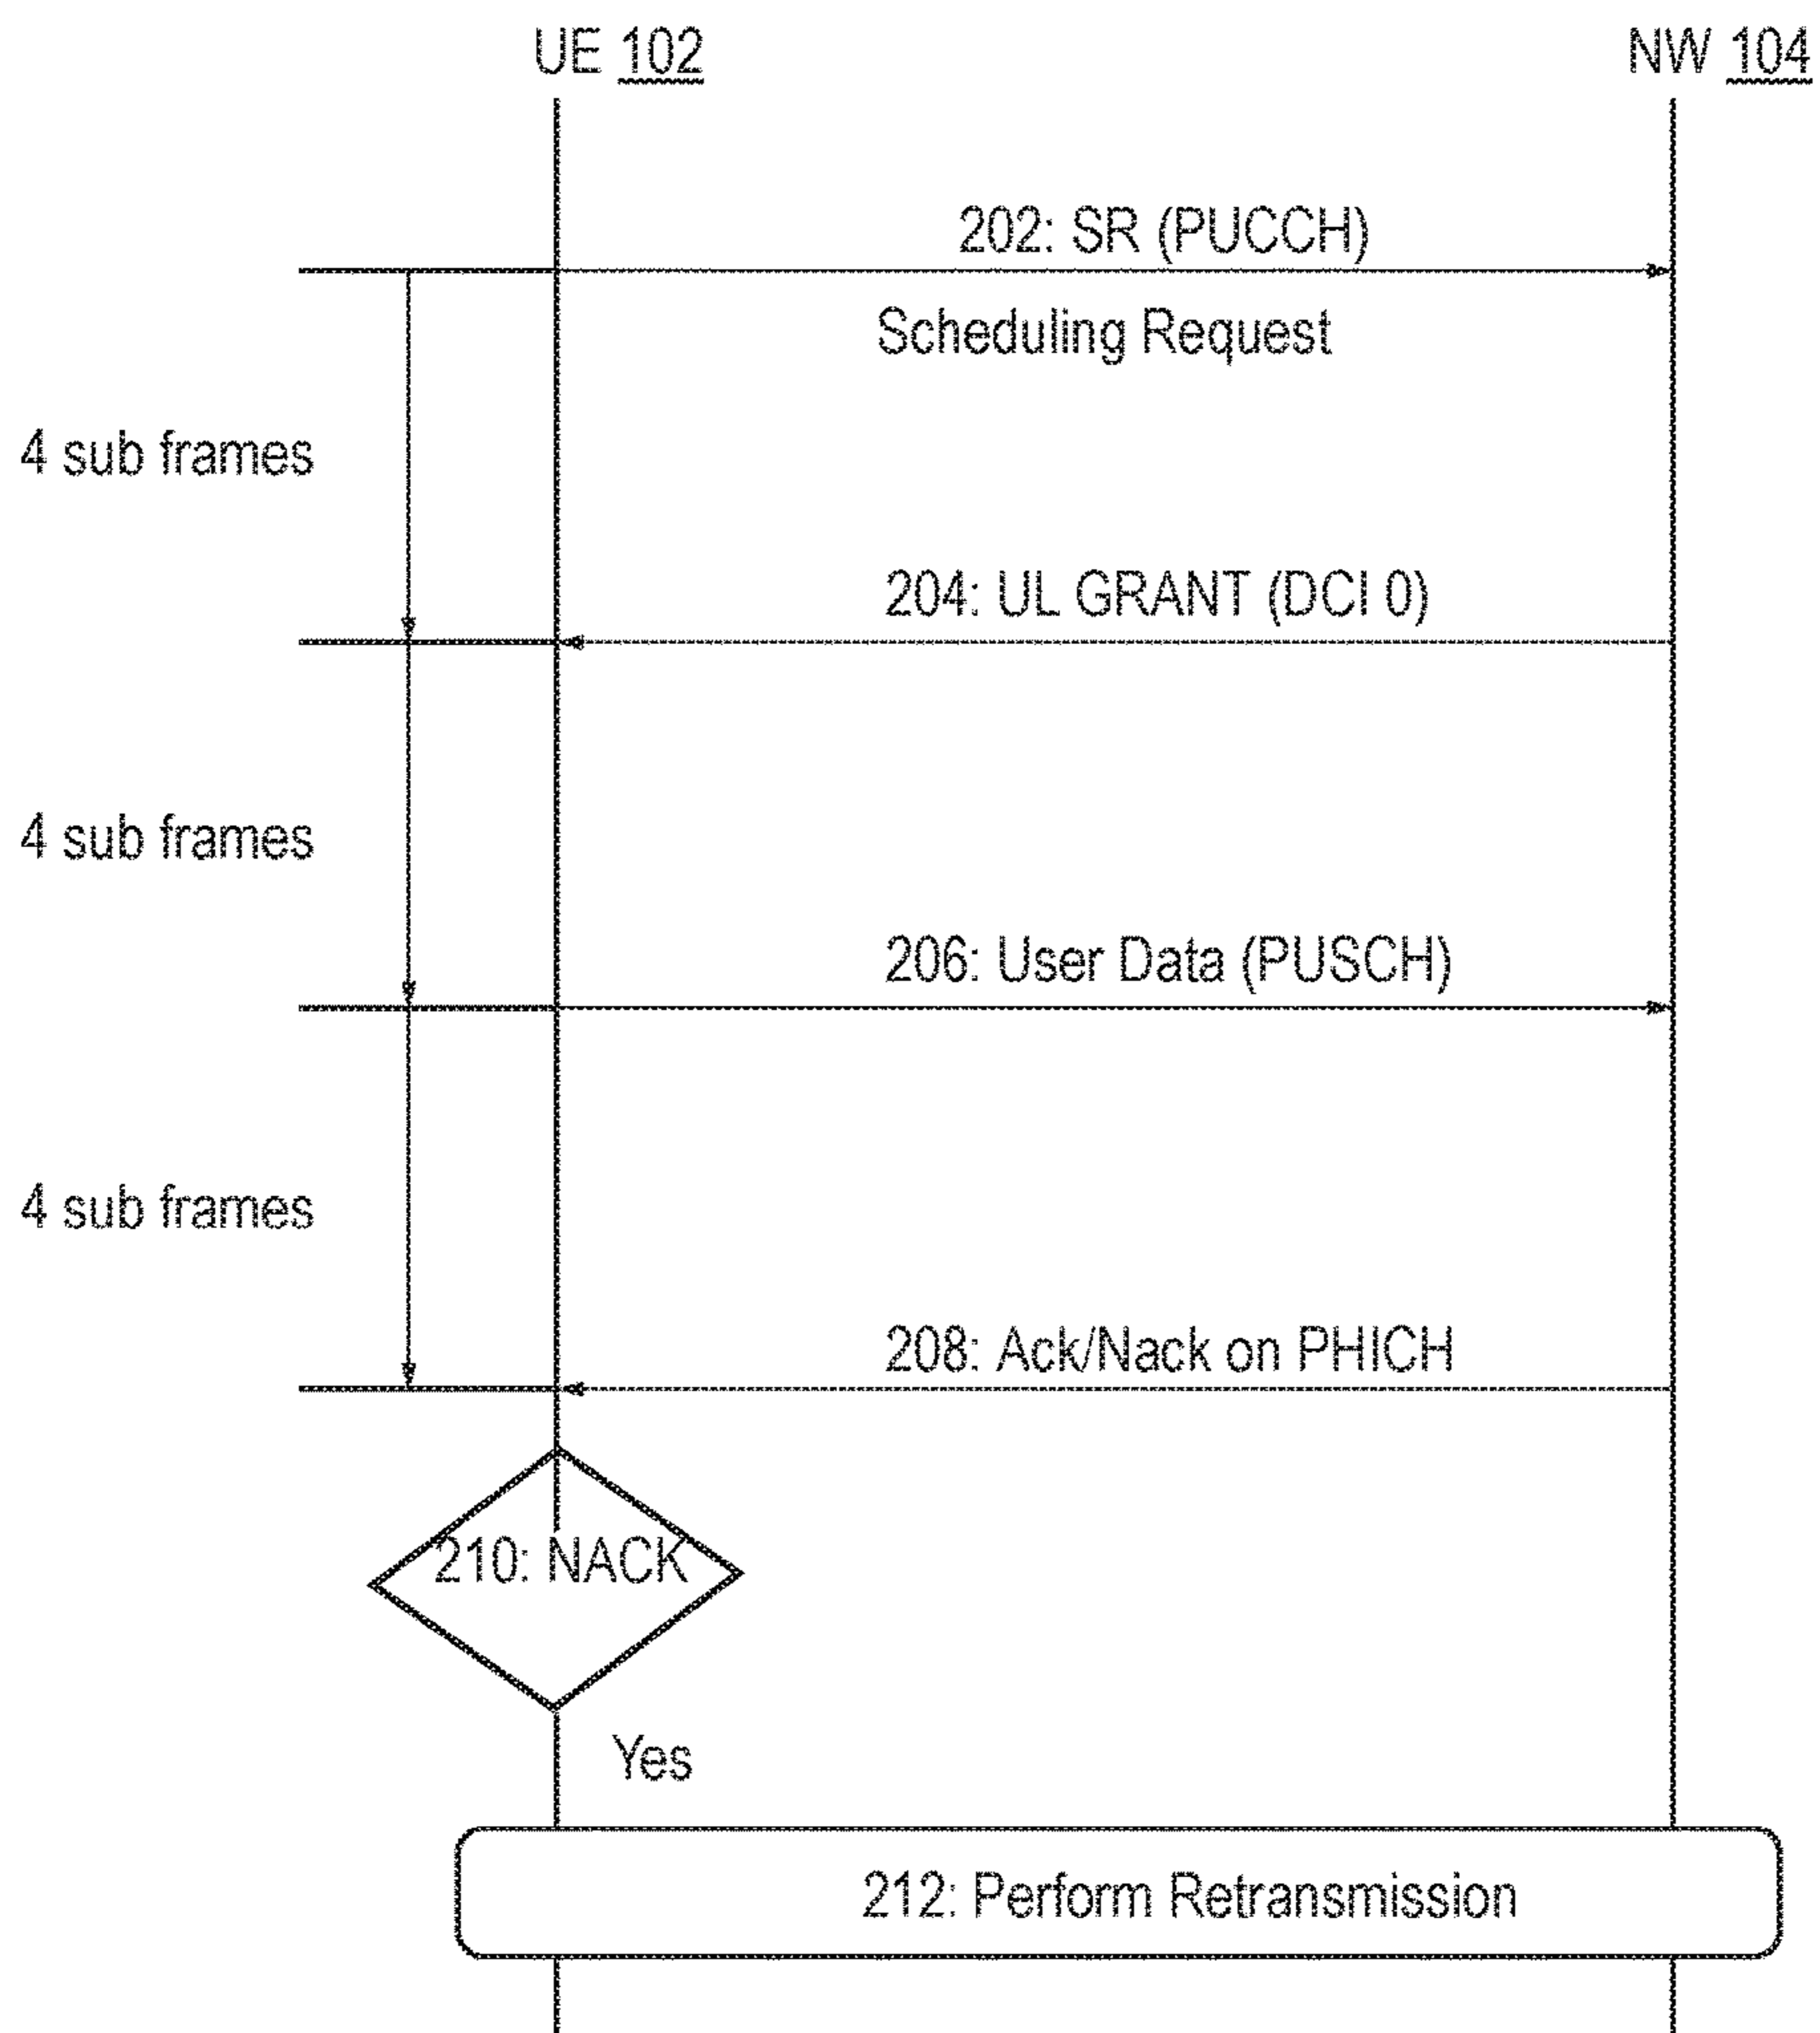 UE 102
NW 104
202: SR (PUCCH)
Scheduling Request
4 sub frames
204: UL GRANT (DCI 0)
4 sub frames
206: User Data (PUSCH)
4 sub frames
208: Ack/Nack on PHICH
210: NACK
Yes
212: Perform Retransmission